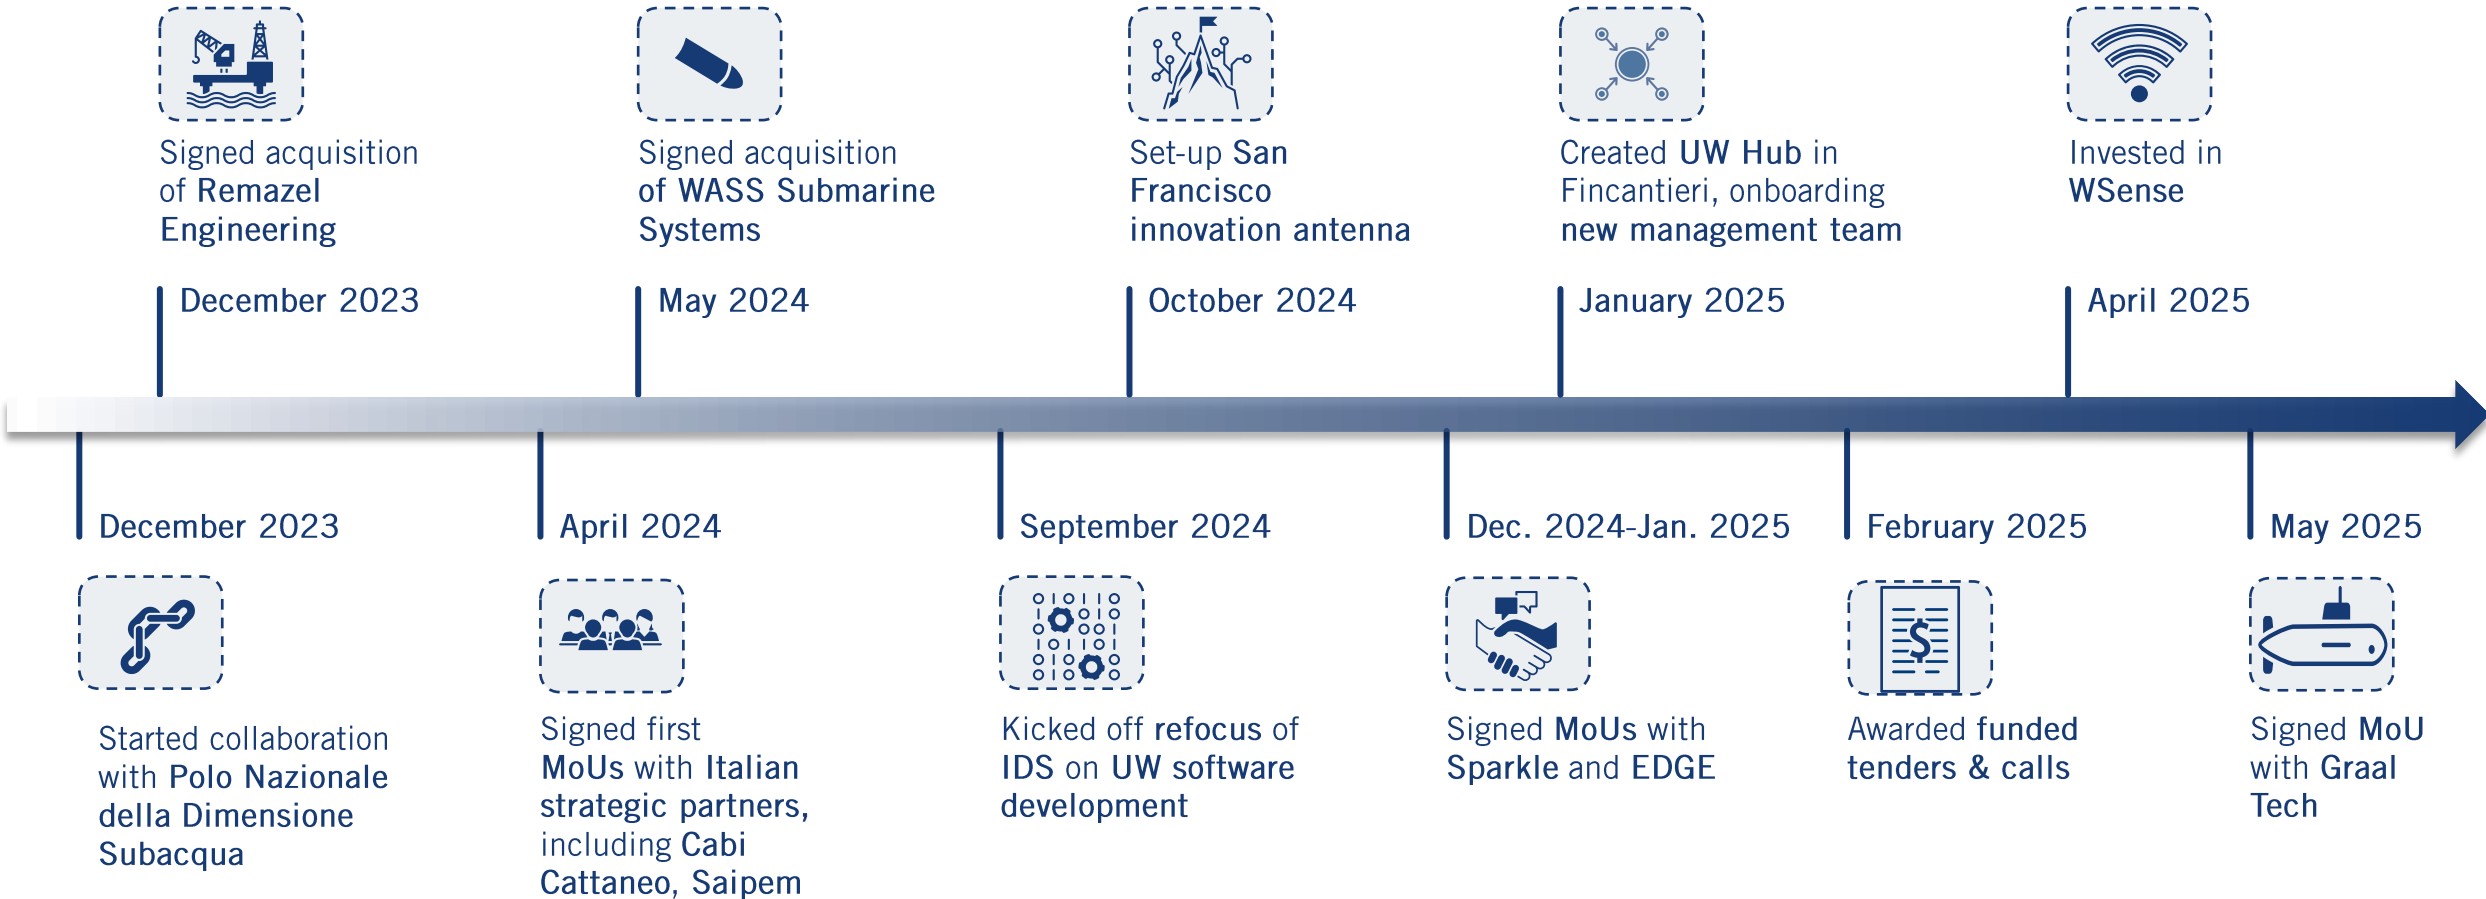 Signed acquisition
of Remazel
Engineering
December 2023
Signed acquisition
of WASS Submarine
Systems
May 2024
Set-up San
Francisco
innovation antenna
October 2024
Created UW Hub in
Fincantieri, onboarding
new management team
January 2025
Invested in
WSense
April 2025
December 2023
Started collaboration
with Polo Nazionale
della Dimensione
Subacqua
April 2024
Signed first
MoUs with Italian
strategic partners,
including Cabi
Cattaneo, Saipem
September 2024
Kicked off refocus of
IDS on UW software
development
Dec. 2024-Jan. 2025
Signed MoUs with
Sparkle and EDGE
February 2025
$
Awarded funded
tenders & calls
May 2025
Signed MoU
with Graal
Tech